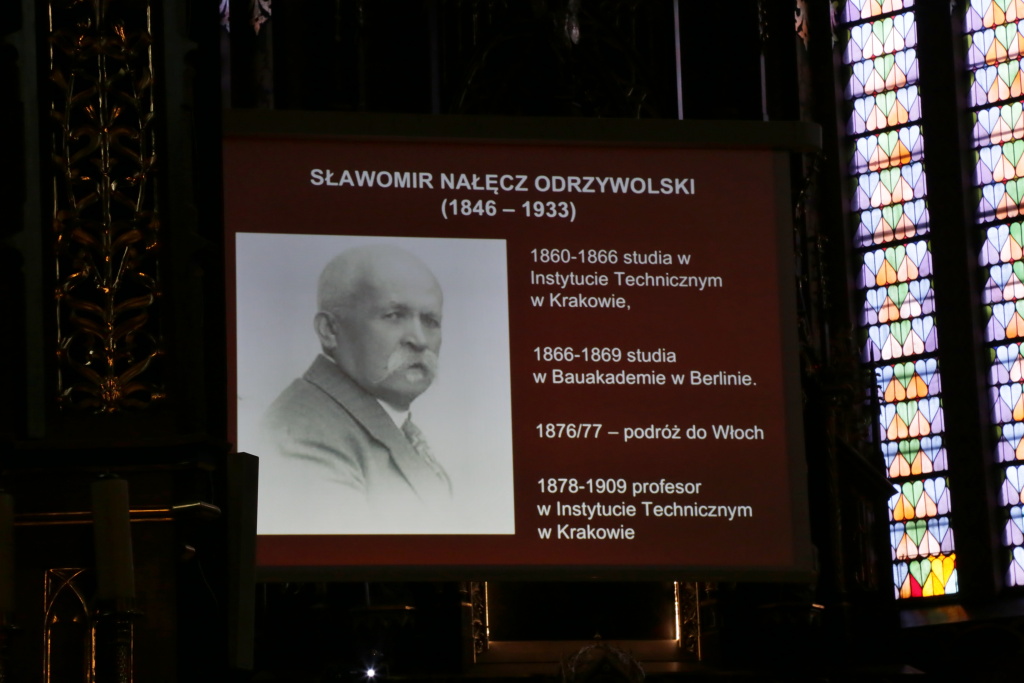 SŁAWOMIR NAŁĘCZ ODRZYWOLSKI
(1846 – 1933)
1860-1866 studia w
Instytucie Technicznym
w Krakowie,
1866-1869 studia
w Bauakademie w Berlinie.
1876/77 – podróż do Włoch
1878-1909 profesor
w Instytucie Technicznym
w Krakowie